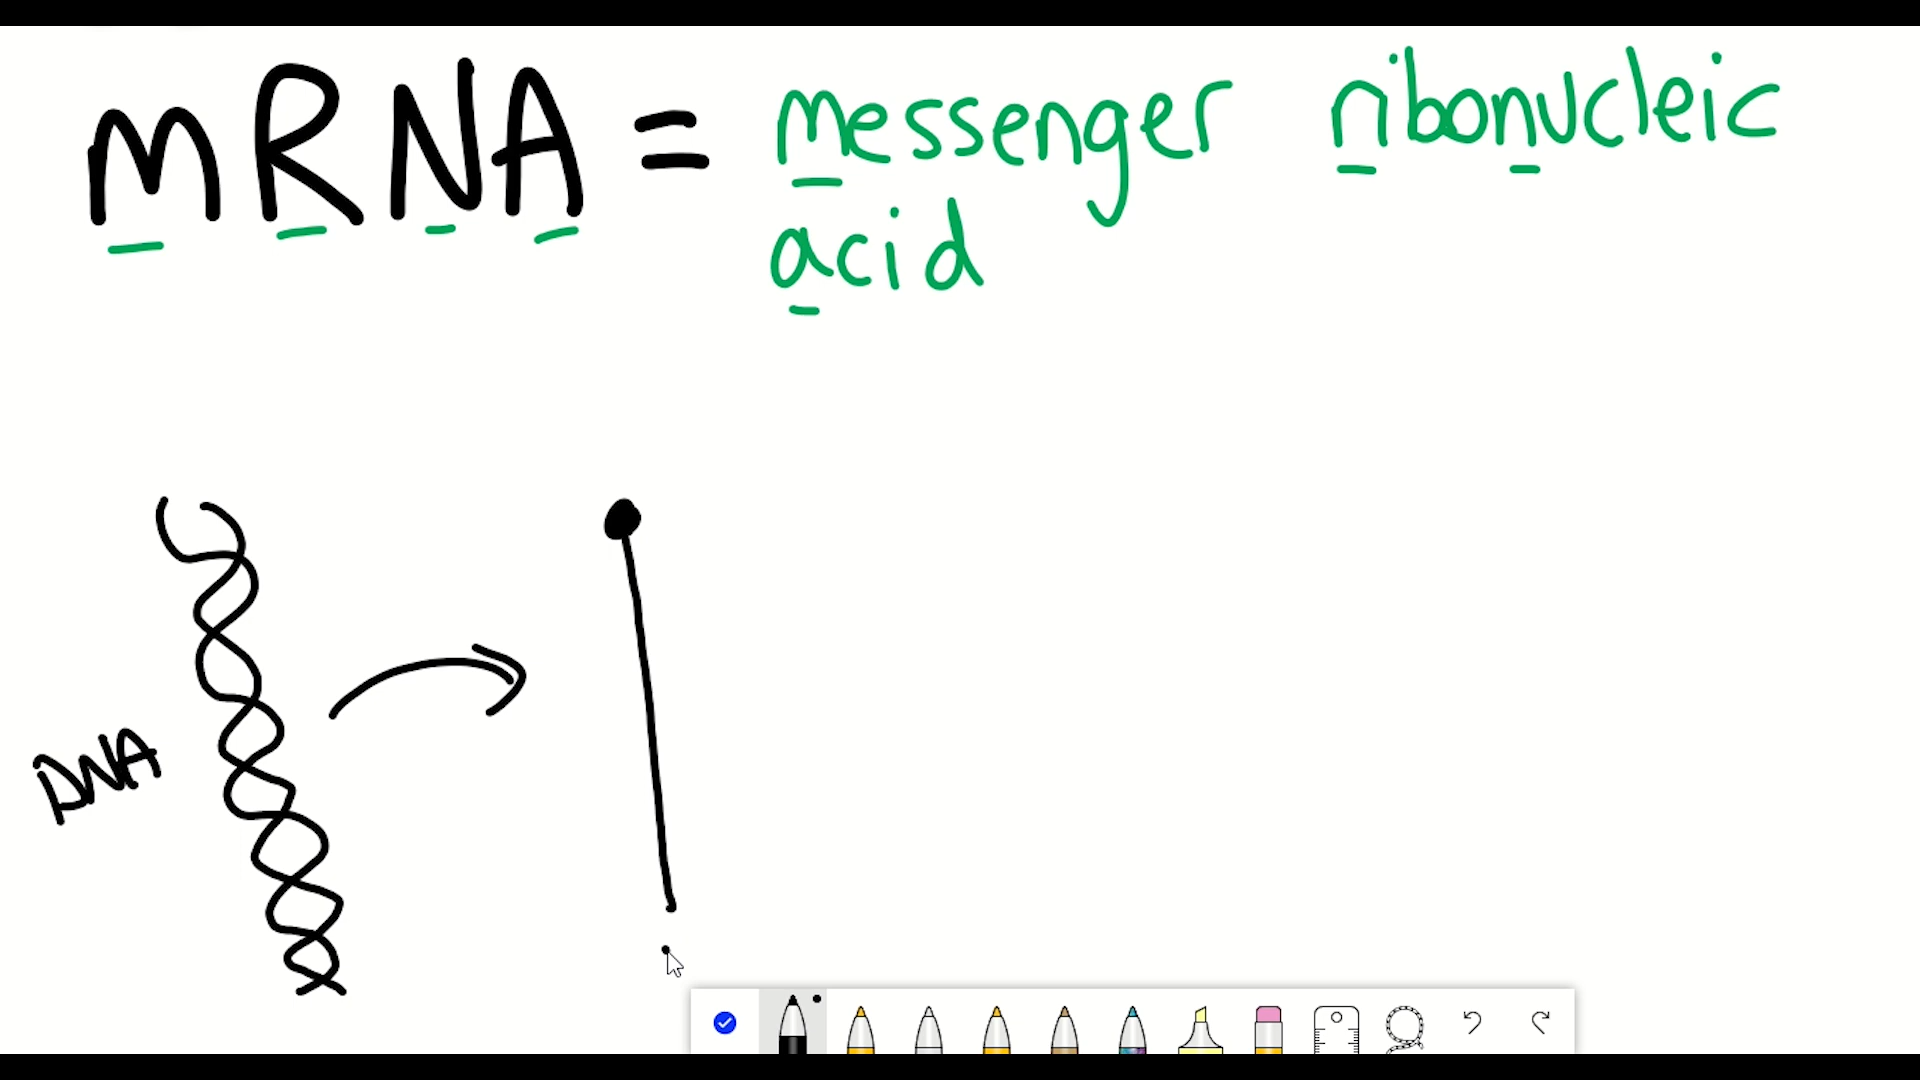 mRNA = messenger ribonucleic
acid
DNA